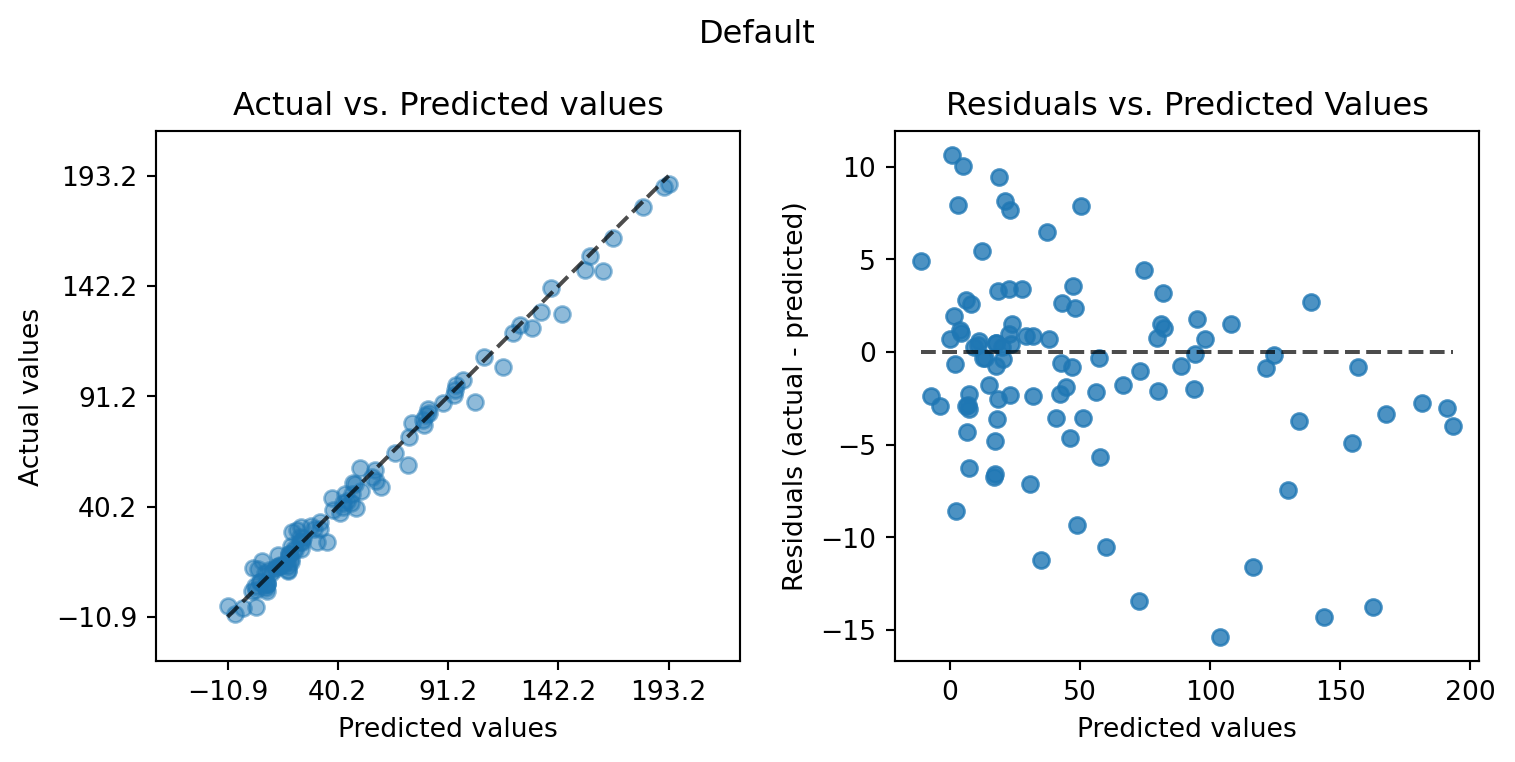 Default
Actual vs. Predicted values
193.2
142.2
91.2
40.2
−10.9
Actual values
−10.9 40.2 91.2 142.2 193.2
Predicted values
Residuals vs. Predicted Values
10
5
0
−5
−10
−15
Residuals (actual - predicted)
0 50 100 150 200
Predicted values